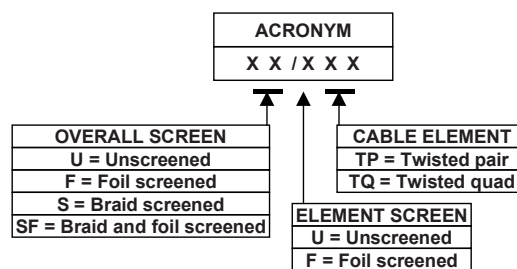 ACRONYM
X X / X X X
OVERALL SCREEN
U = Unscreened
F = Foil screened
S = Braid screened
SF = Braid and foil screened
CABLE ELEMENT
TP = Twisted pair
TQ = Twisted quad
ELEMENT SCREEN
U = Unscreened
F = Foil screened